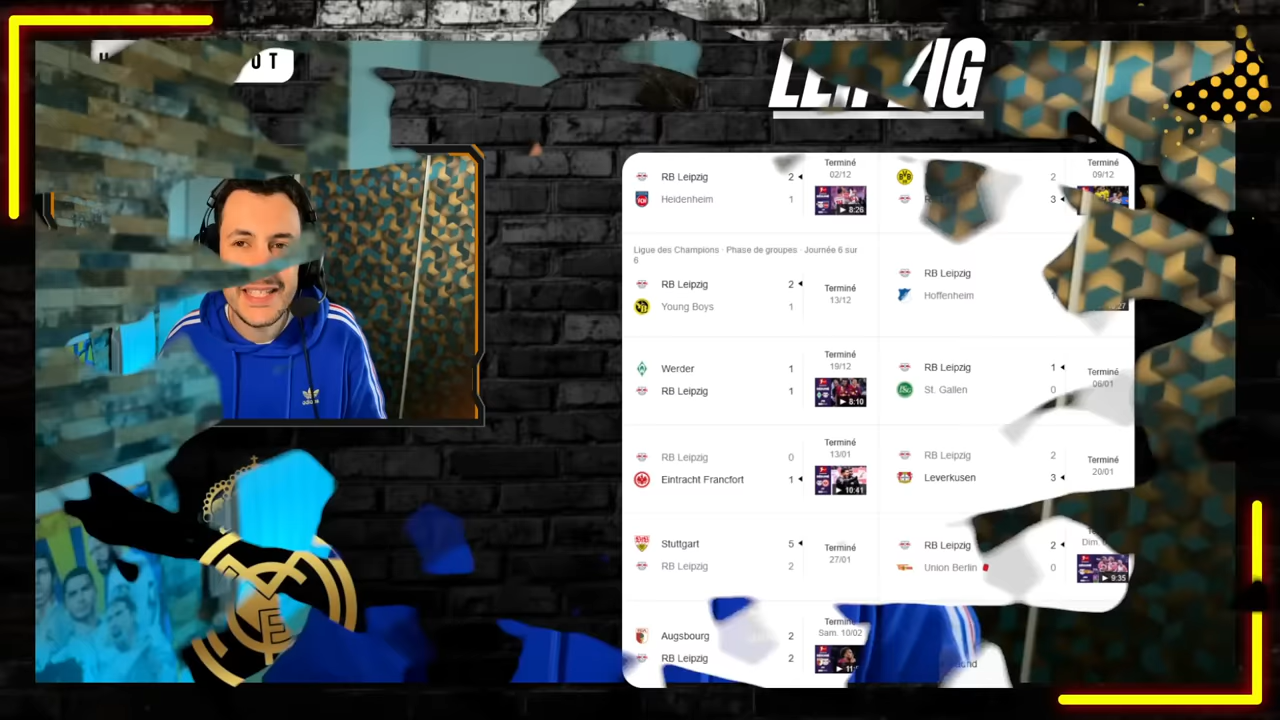 OT
LEIPZIG
RB Leipzig 2
Heidenheim 1
Terminé
02/12
8:26
2
3
Terminé
09/12
Ligue des Champions · Phase de groupes · Journée 6 sur
6
RB Leipzig 2
Young Boys 1
Terminé
13/12
RB Leipzig
Hoffenheim
Werder 1
RB Leipzig 1
Terminé
19/12
8:10
RB Leipzig 1
St. Gallen 0
Terminé
06/01
RB Leipzig 0
Eintracht Francfort 1
Terminé
13/01
10:41
RB Leipzig 2
Leverkusen 3
Terminé
20/01
Stuttgart 5
RB Leipzig 2
Terminé
27/01
RB Leipzig 2
Union Berlin 0
Dim.
9:35
Augsbourg 2
RB Leipzig 2
Terminé
Sam. 10/02
adidas